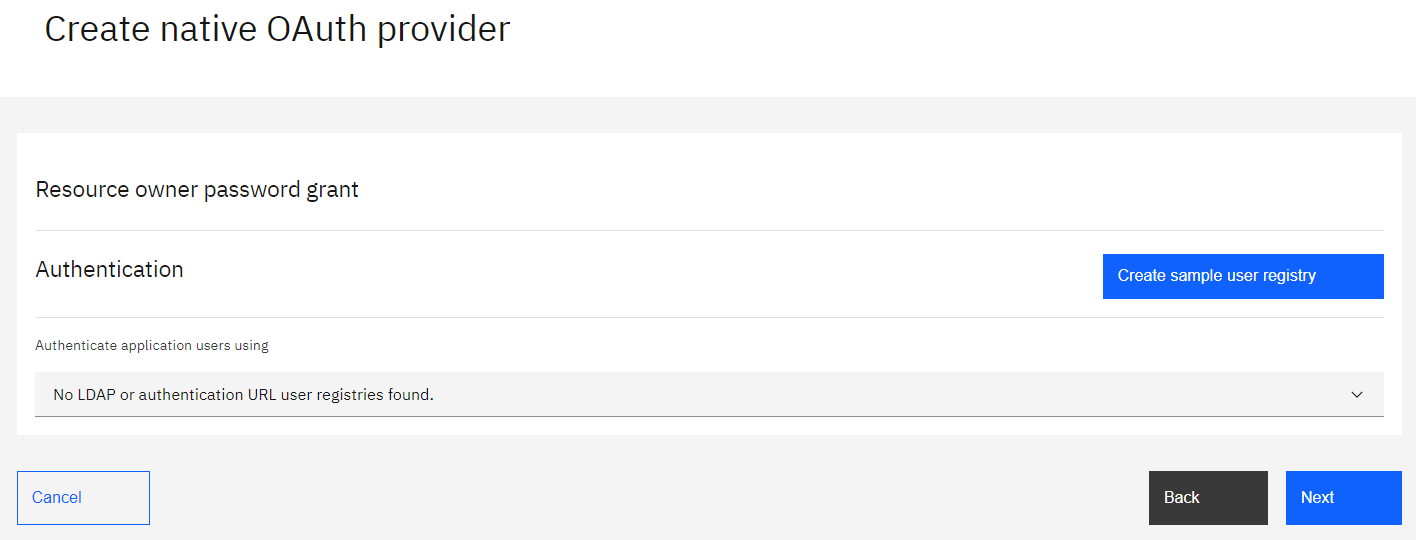 Create native OAuth provider
Resource owner password grant
Authentication
Create sample user registry
Authenticate application users using
No LDAP or authentication URL user registries found.
Cancel
Back
Next